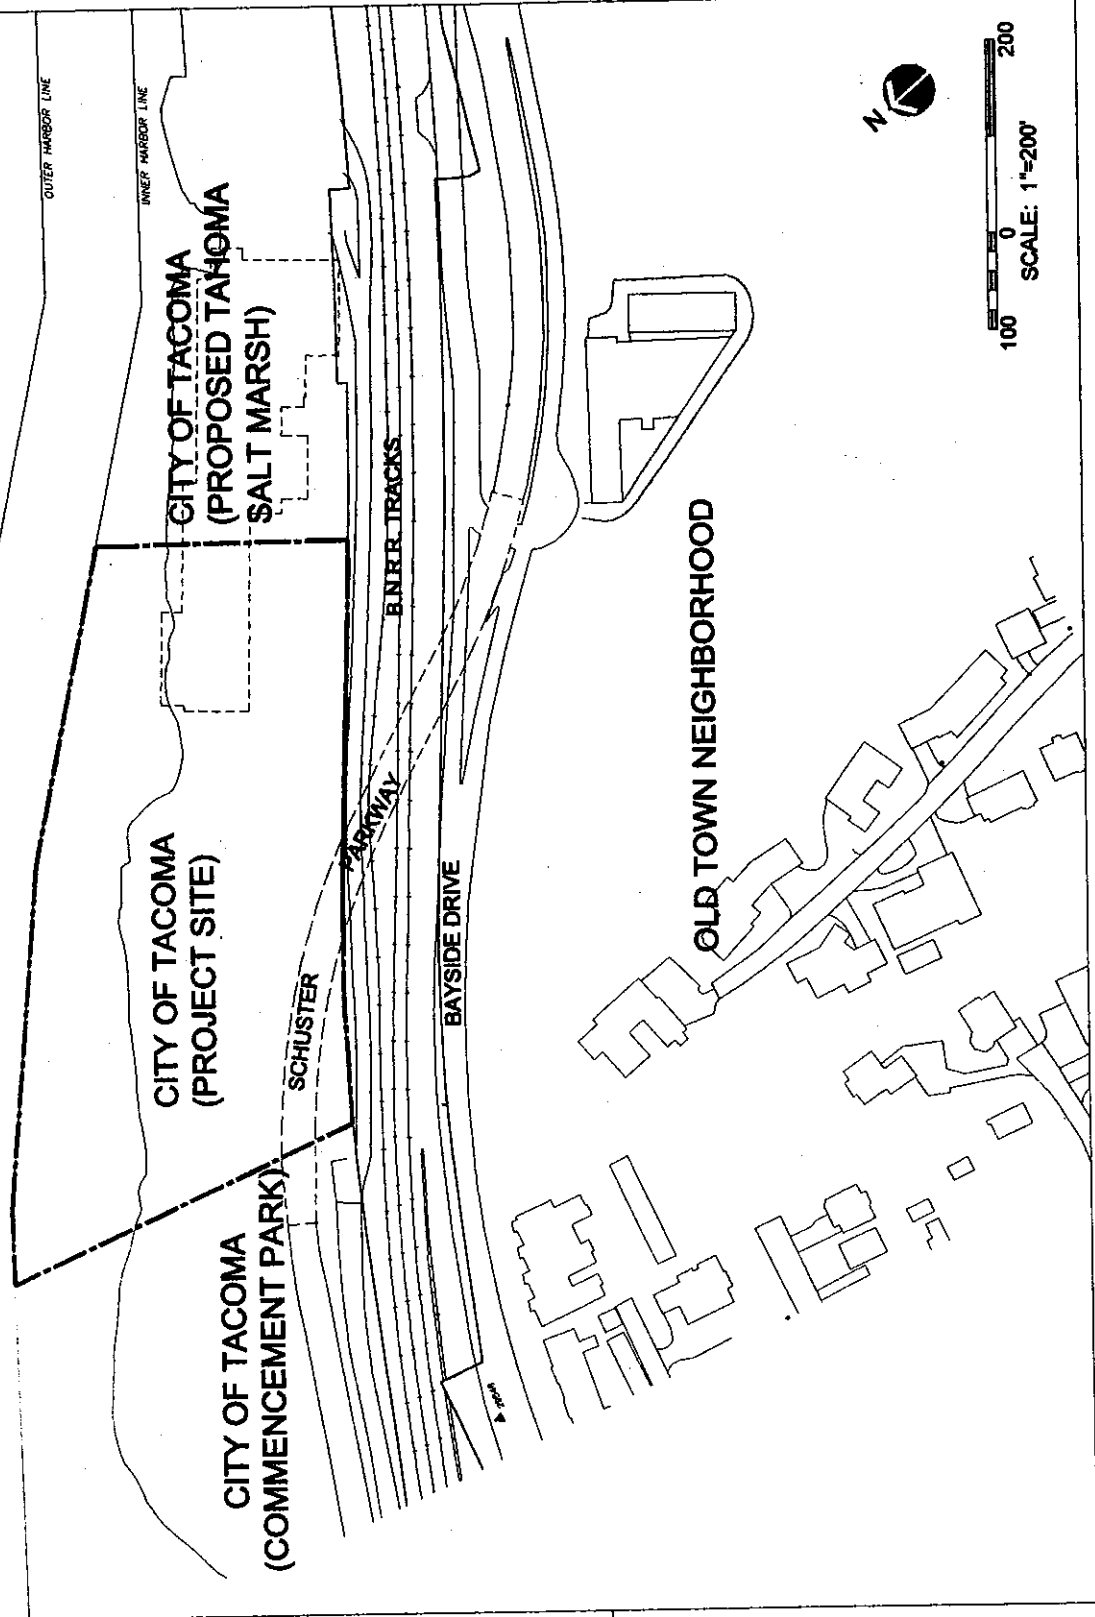 OUTER HARBOR LINE
INNER HARBOR LINE
CITY OF TACOMA
(PROPOSED TAHOMA
SALT MARSH)
CITY OF TACOMA
(PROJECT SITE)
CITY OF TACOMA
(COMMENCEMENT PARK)
SCHUSTER
PARKWAY
B.N.R.R. TRACKS
BAYSIDE DRIVE
OLD TOWN NEIGHBORHOOD
N
100
0
200
SCALE: 1"=200'